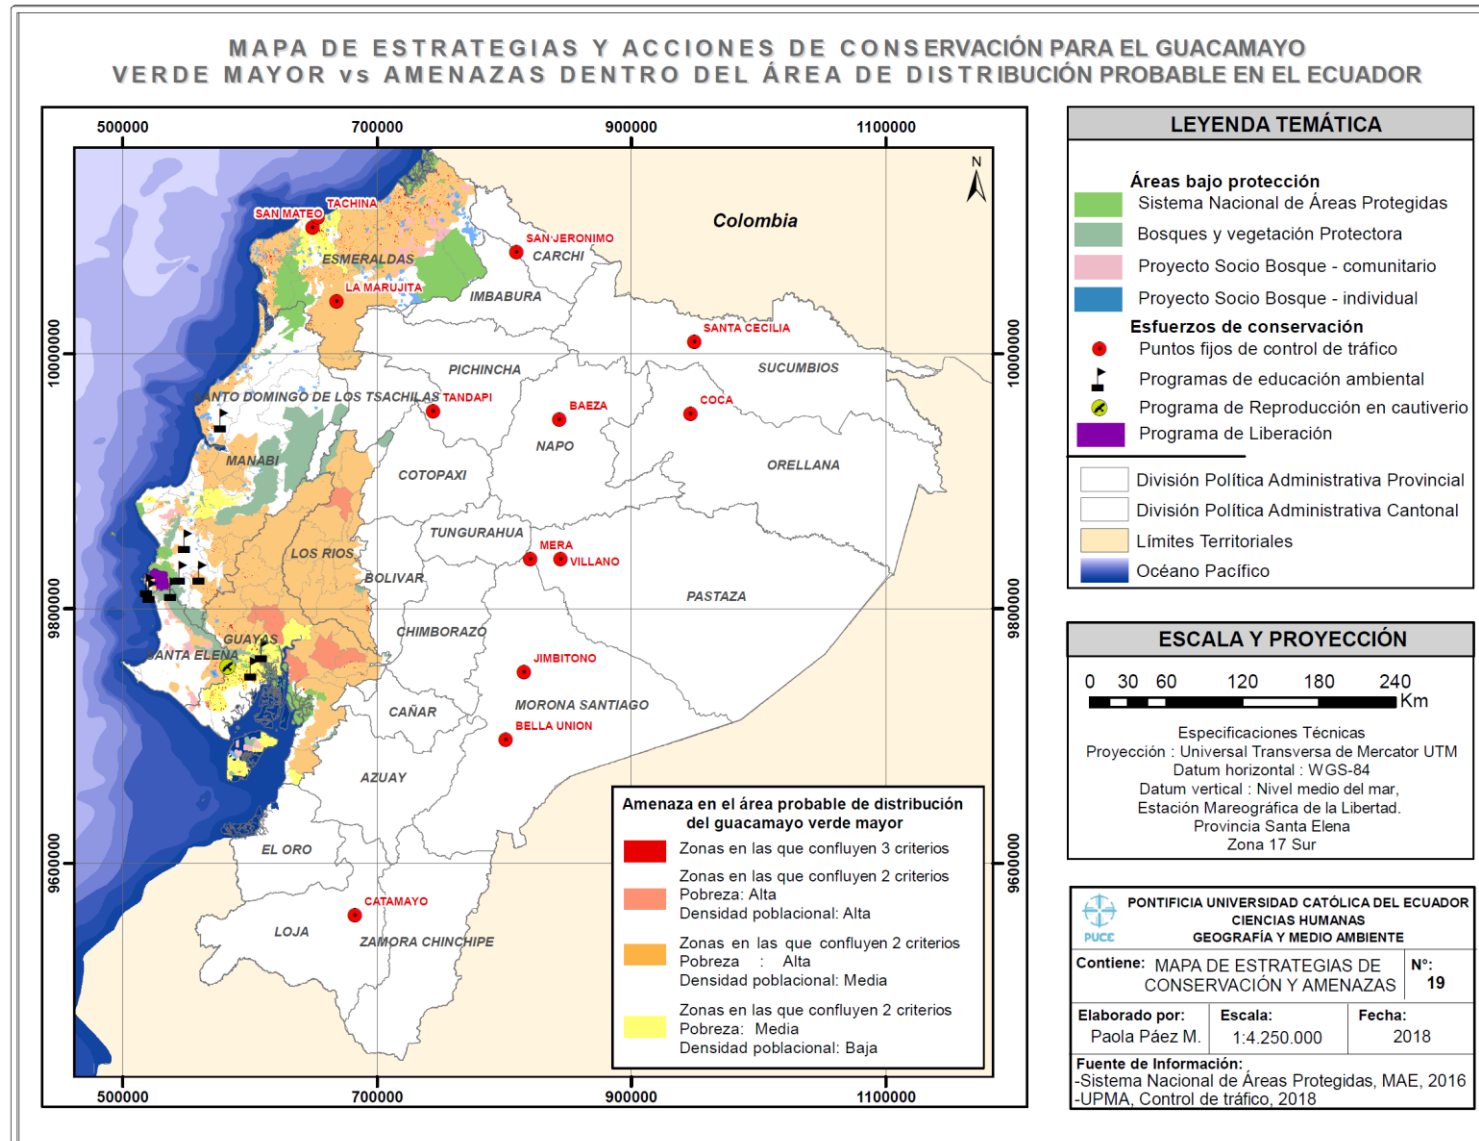 MAPA DE ESTRATEGIAS Y ACCIONES DE CONSERVACIÓN PARA EL GUACAMAYO
VERDE MAYOR vs AMENAZAS DENTRO DEL ÁREA DE DISTRIBUCIÓN PROBABLE EN EL ECUADOR
500000
700000
900000
1100000
N
Colombia
TACHINA
SAN MATEO
SAN JERONIMO
CARCHI
ESMERALDAS
LA MARUJITA
IMBABURA
SANTA CECILIA
10000000
10000000
PICHINCHA
SUCUMBIOS
SANTO DOMINGO DE LOS TSACHILAS
TANDAPI
BAEZA
COCA
NAPO
MANABI
COTOPAXI
ORELLANA
TUNGURAHUA
MERA
VILLANO
LOS RIOS
BOLIVAR
PASTAZA
9800000
9800000
CHIMBORAZO
GUAYAS
SANTA ELENA
JIMBITONO
MORONA SANTIAGO
CAÑAR
BELLA UNION
AZUAY
EL ORO
9600000
9600000
CATAMAYO
LOJA
ZAMORA CHINCHIPE
500000
700000
900000
1100000
Amenaza en el área probable de distribución
del guacamayo verde mayor
Zonas en las que confluyen 3 criterios
Zonas en las que confluyen 2 criterios
Pobreza: Alta
Densidad poblacional: Alta
Zonas en las que confluyen 2 criterios
Pobreza : Alta
Densidad poblacional: Media
Zonas en las que confluyen 2 criterios
Pobreza: Media
Densidad poblacional: Baja
LEYENDA TEMÁTICA
Áreas bajo protección
Sistema Nacional de Áreas Protegidas
Bosques y vegetación Protectora
Proyecto Socio Bosque - comunitario
Proyecto Socio Bosque - individual
Esfuerzos de conservación
Puntos fijos de control de tráfico
Programas de educación ambiental
Programa de Reproducción en cautiverio
Programa de Liberación
División Política Administrativa Provincial
División Política Administrativa Cantonal
Límites Territoriales
Océano Pacífico
ESCALA Y PROYECCIÓN
0 30 60 120 180 240
Km
Especificaciones Técnicas
Proyección : Universal Transversa de Mercator UTM
Datum horizontal : WGS-84
Datum vertical : Nivel medio del mar,
Estación Mareográfica de la Libertad.
Provincia Santa Elena
Zona 17 Sur
PUCE
PONTIFICIA UNIVERSIDAD CATÓLICA DEL ECUADOR
CIENCIAS HUMANAS
GEOGRAFÍA Y MEDIO AMBIENTE
Contiene: MAPA DE ESTRATEGIAS DE
CONSERVACIÓN Y AMENAZAS
N°:
19
Elaborado por:
Paola Páez M.
Escala:
1:4.250.000
Fecha:
2018
Fuente de Información:
-Sistema Nacional de Áreas Protegidas, MAE, 2016
-UPMA, Control de tráfico, 2018